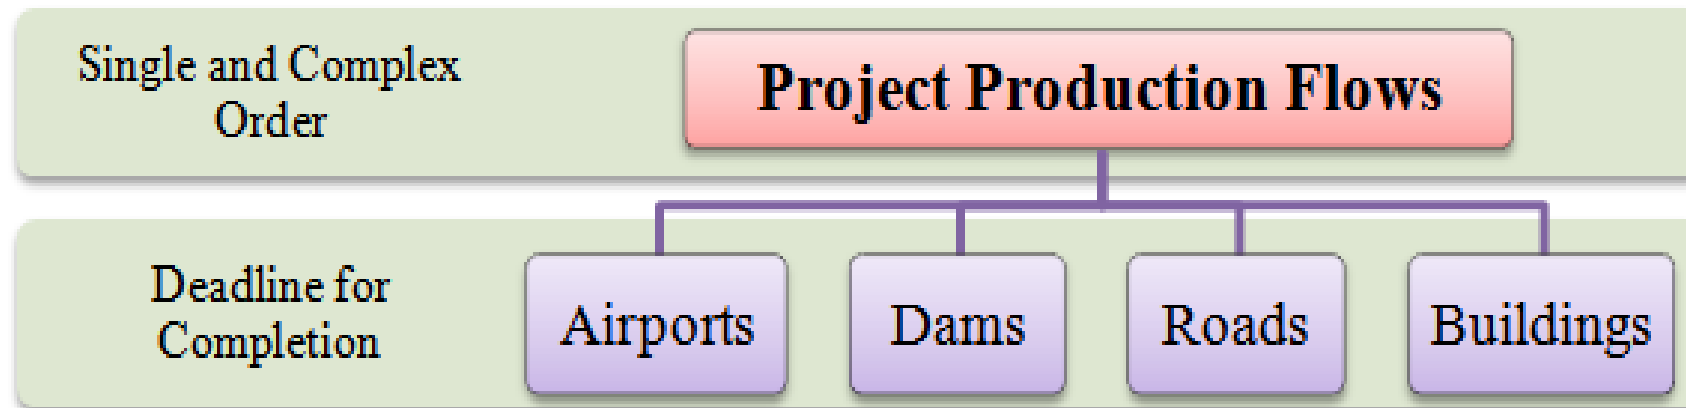 Single and Complex
Order
Project Production Flows
Deadline for
Completion
Airports
Dams
Roads
Buildings